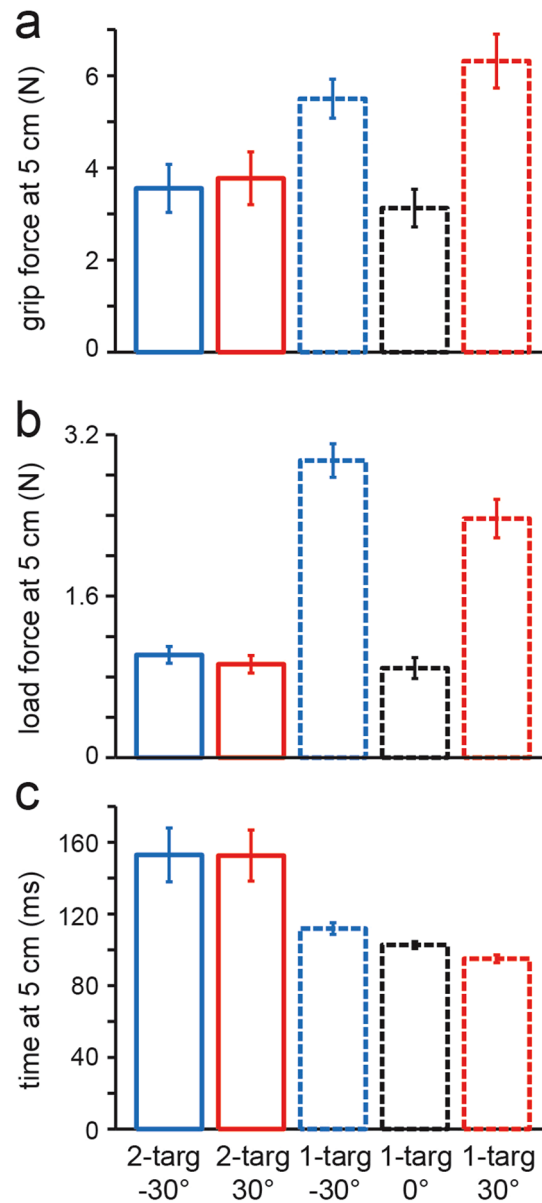 a
grip force at 5 cm (N)
6
4
2
0
b
load force at 5 cm (N)
3.2
1.6
0
c
time at 5 cm (ms)
160
120
80
40
0
2-targ 2-targ 1-targ 1-targ 1-targ
-30° 30° -30° 0° 30°